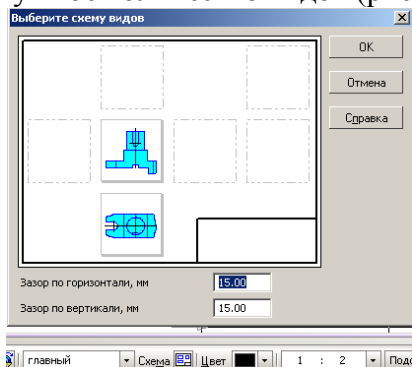 Выберите схему видов
OK
Отмена
Справка
Зазор по горизонтали, мм 15.00
Зазор по вертикали, мм 15.00
главный Схема Цвет 1 : 2